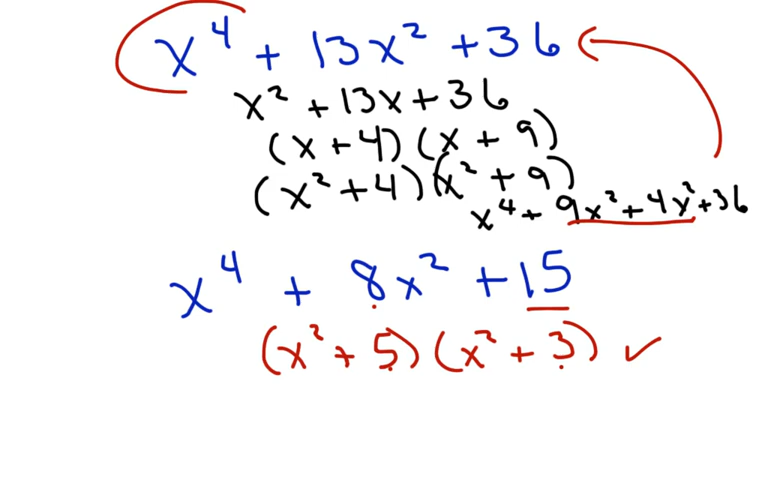 x⁴ + 13x² + 36
x² + 13x + 36
(x + 4)(x + 9)
(x² + 4)(x² + 9)
x⁴ + 9x² + 4x² + 36
x⁴ + 8x² + 15
(x² + 5)(x² + 3) ✓